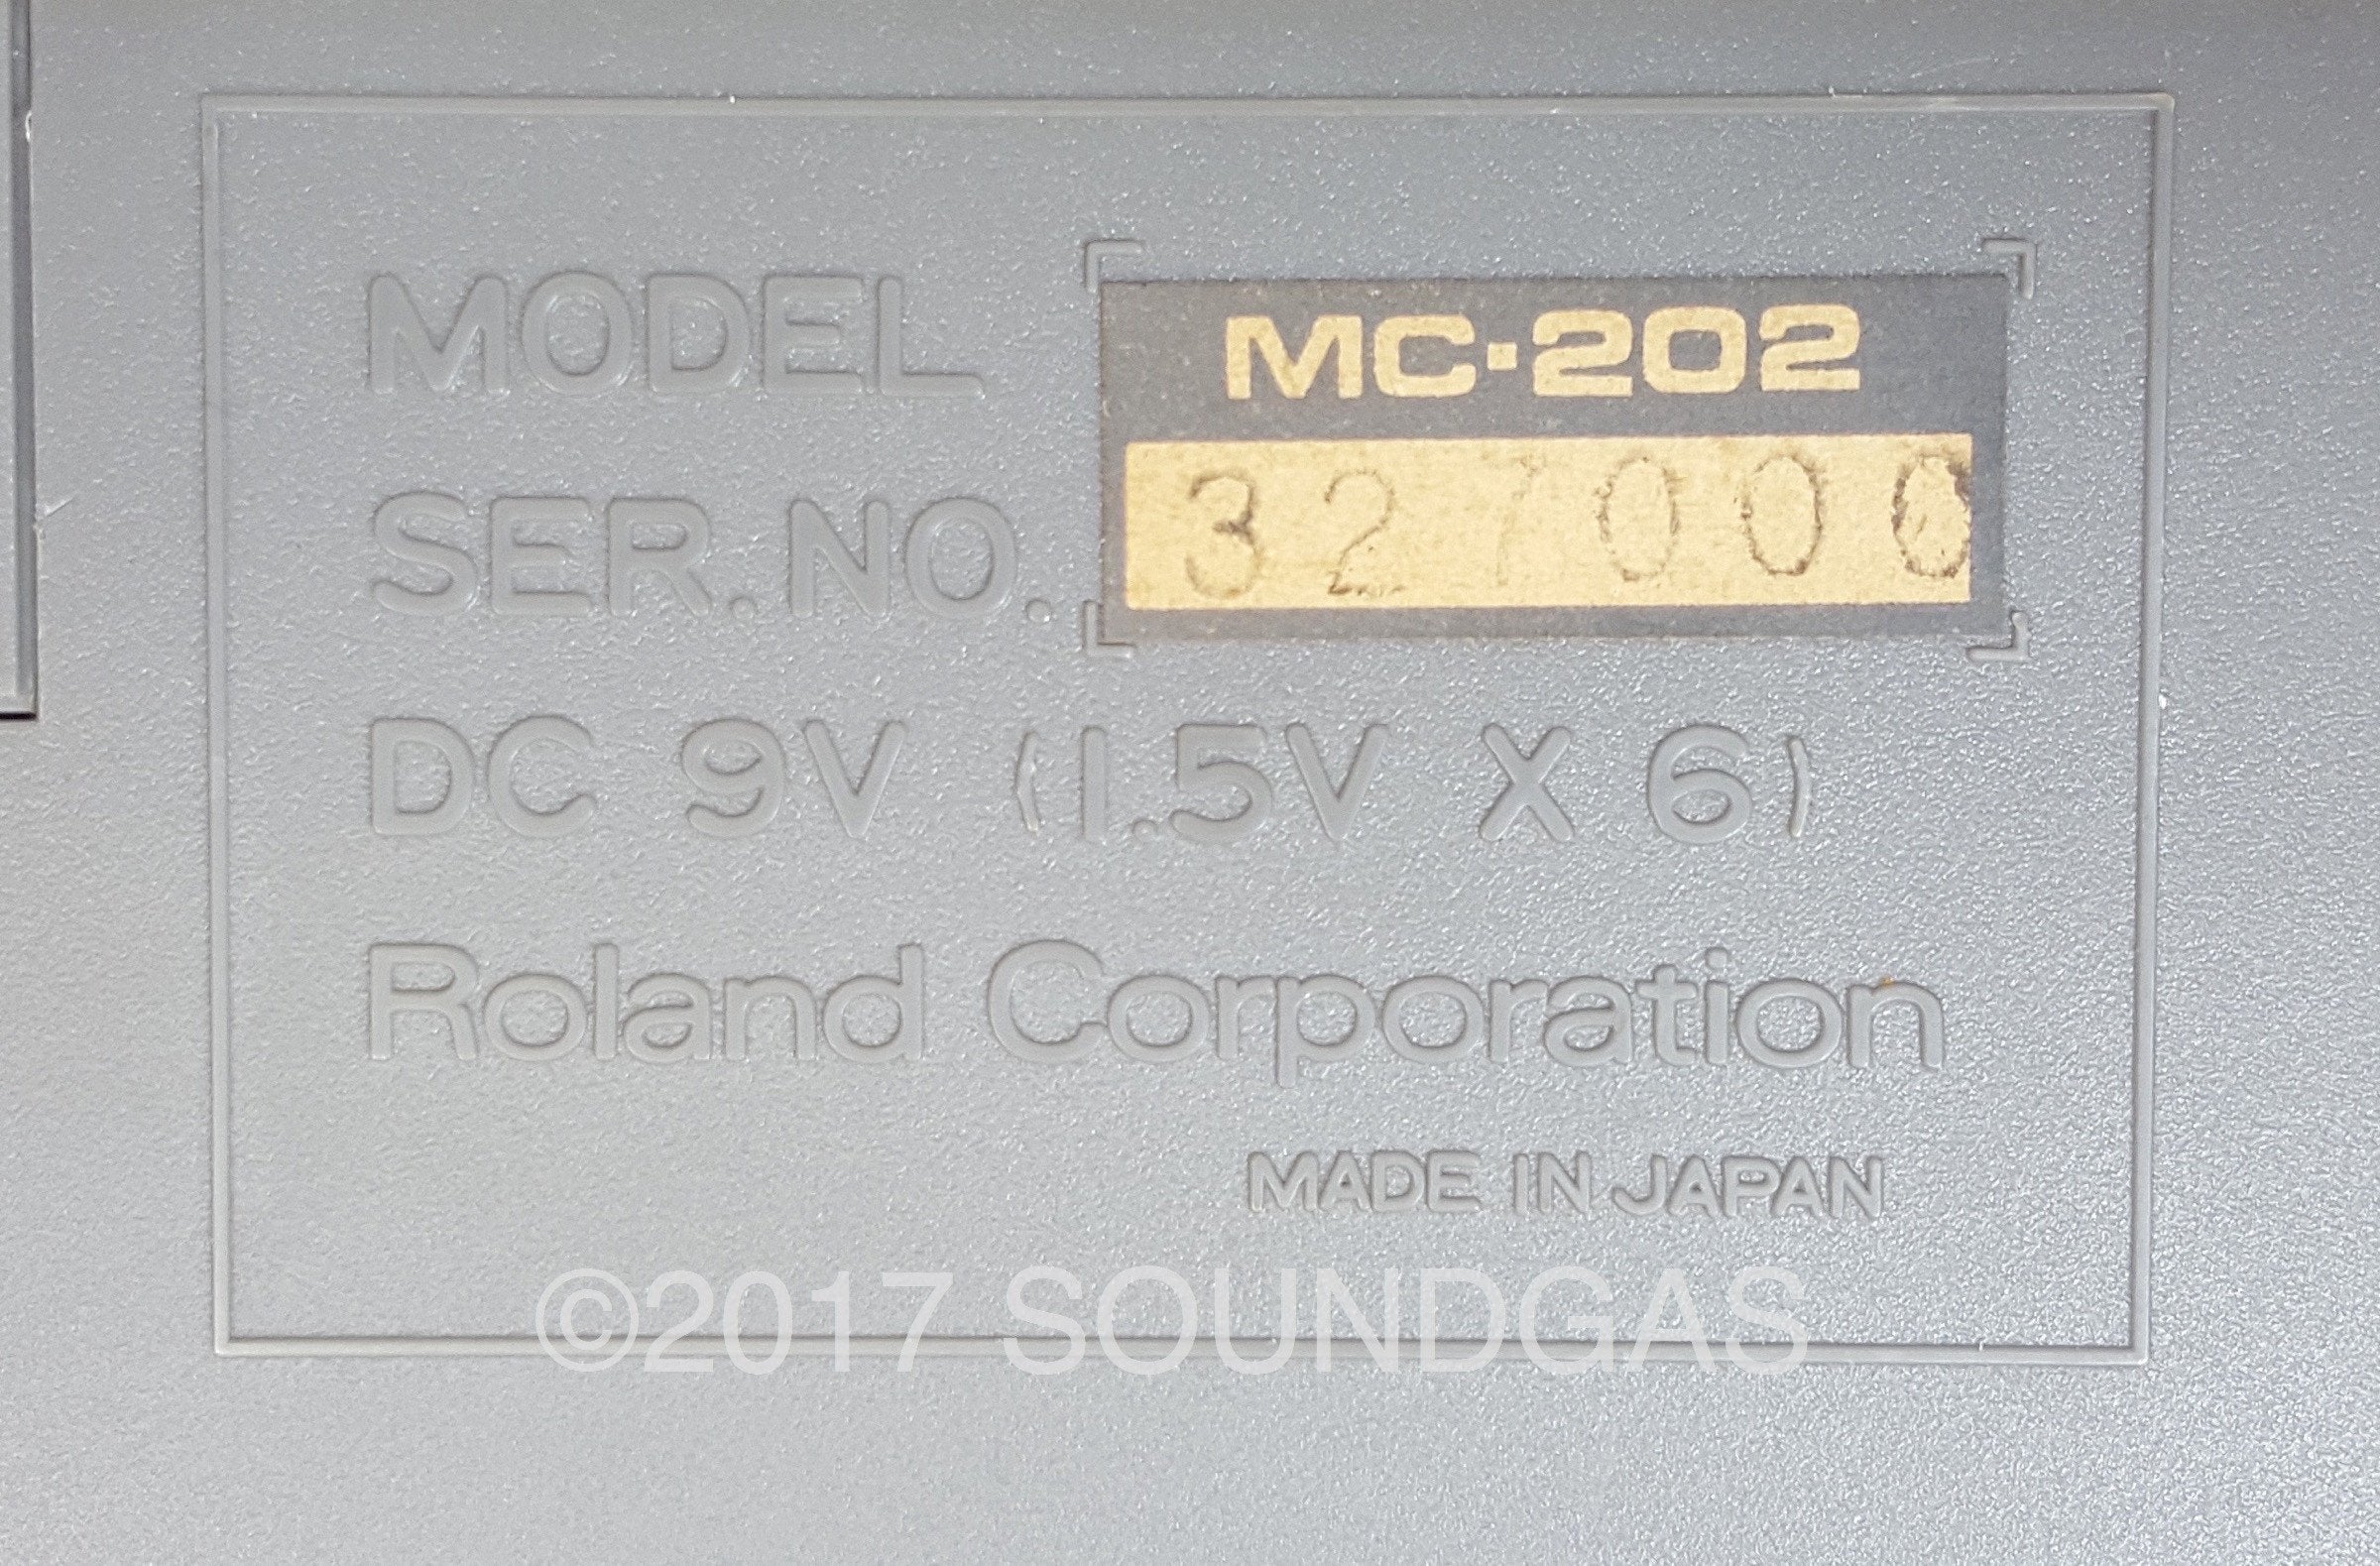 MODEL MC-202
SER. NO. 327000
DC 9V (1.5V X 6)
Roland Corporation
MADE IN JAPAN
©2017 SOUNDGAS